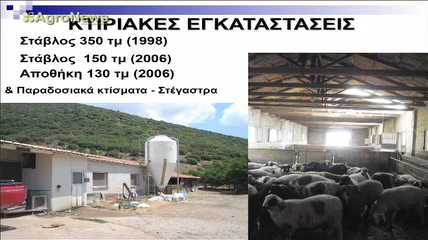 AgroNews
ΚΤΙΡΙΑΚΕΣ ΕΓΚΑΤΑΣΤΑΣΕΙΣ
Στάβλος 350 τμ (1998)
Στάβλος 150 τμ (2006)
Αποθήκη 130 τμ (2006)
& Παραδοσιακά κτίσματα - Στέγαστρα